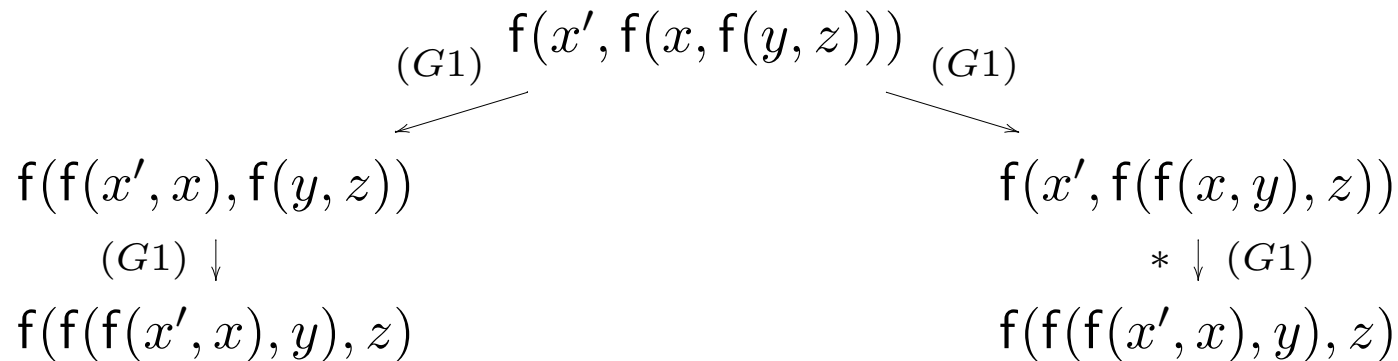 (G1) f(x′, f(x, f(y, z))) (G1)
f(f(x′, x), f(y, z)) f(x′, f(f(x, y), z))
(G1) ↓ * ↓ (G1)
f(f(f(x′, x), y), z) f(f(f(x′, x), y), z)